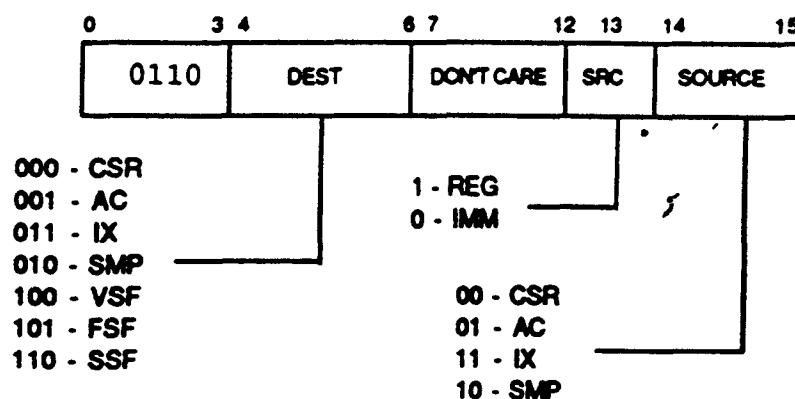 0 3 4 6 7 12 13 14 15
0110 DEST DON'T CARE SRC SOURCE
000 - CSR
001 - AC
011 - IX
010 - SMP
100 - VSF
101 - FSF
110 - SSF
1 - REG
0 - IMM
00 - CSR
01 - AC
11 - IX
10 - SMP